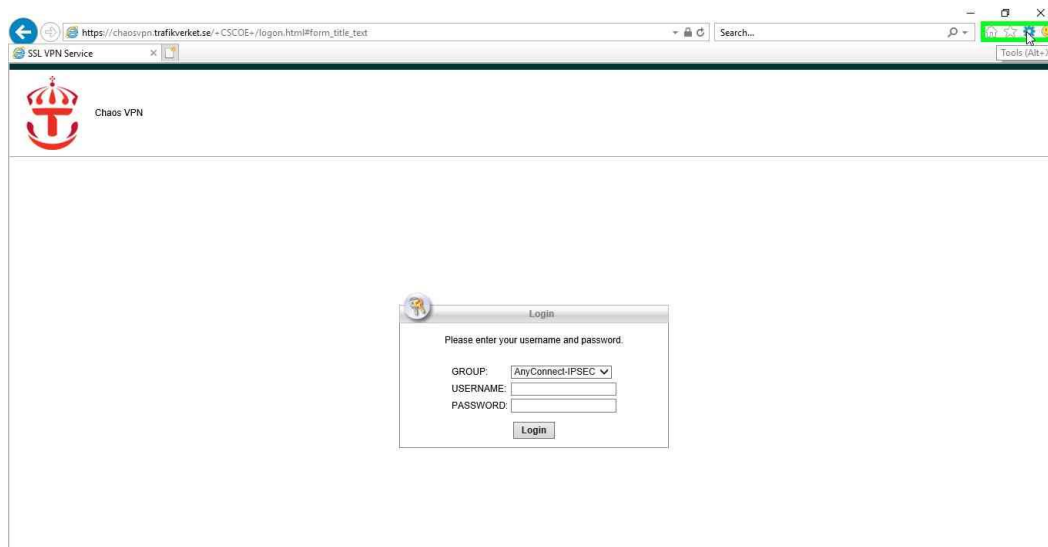 https://chaosvpn.trafikverket.se/+CSCOE+/logon.html#form_title_text
Search...
SSL VPN Service
Tools (Alt+X
Chaos VPN
Login
Please enter your username and password.
GROUP: AnyConnect-IPSEC
USERNAME:
PASSWORD:
Login